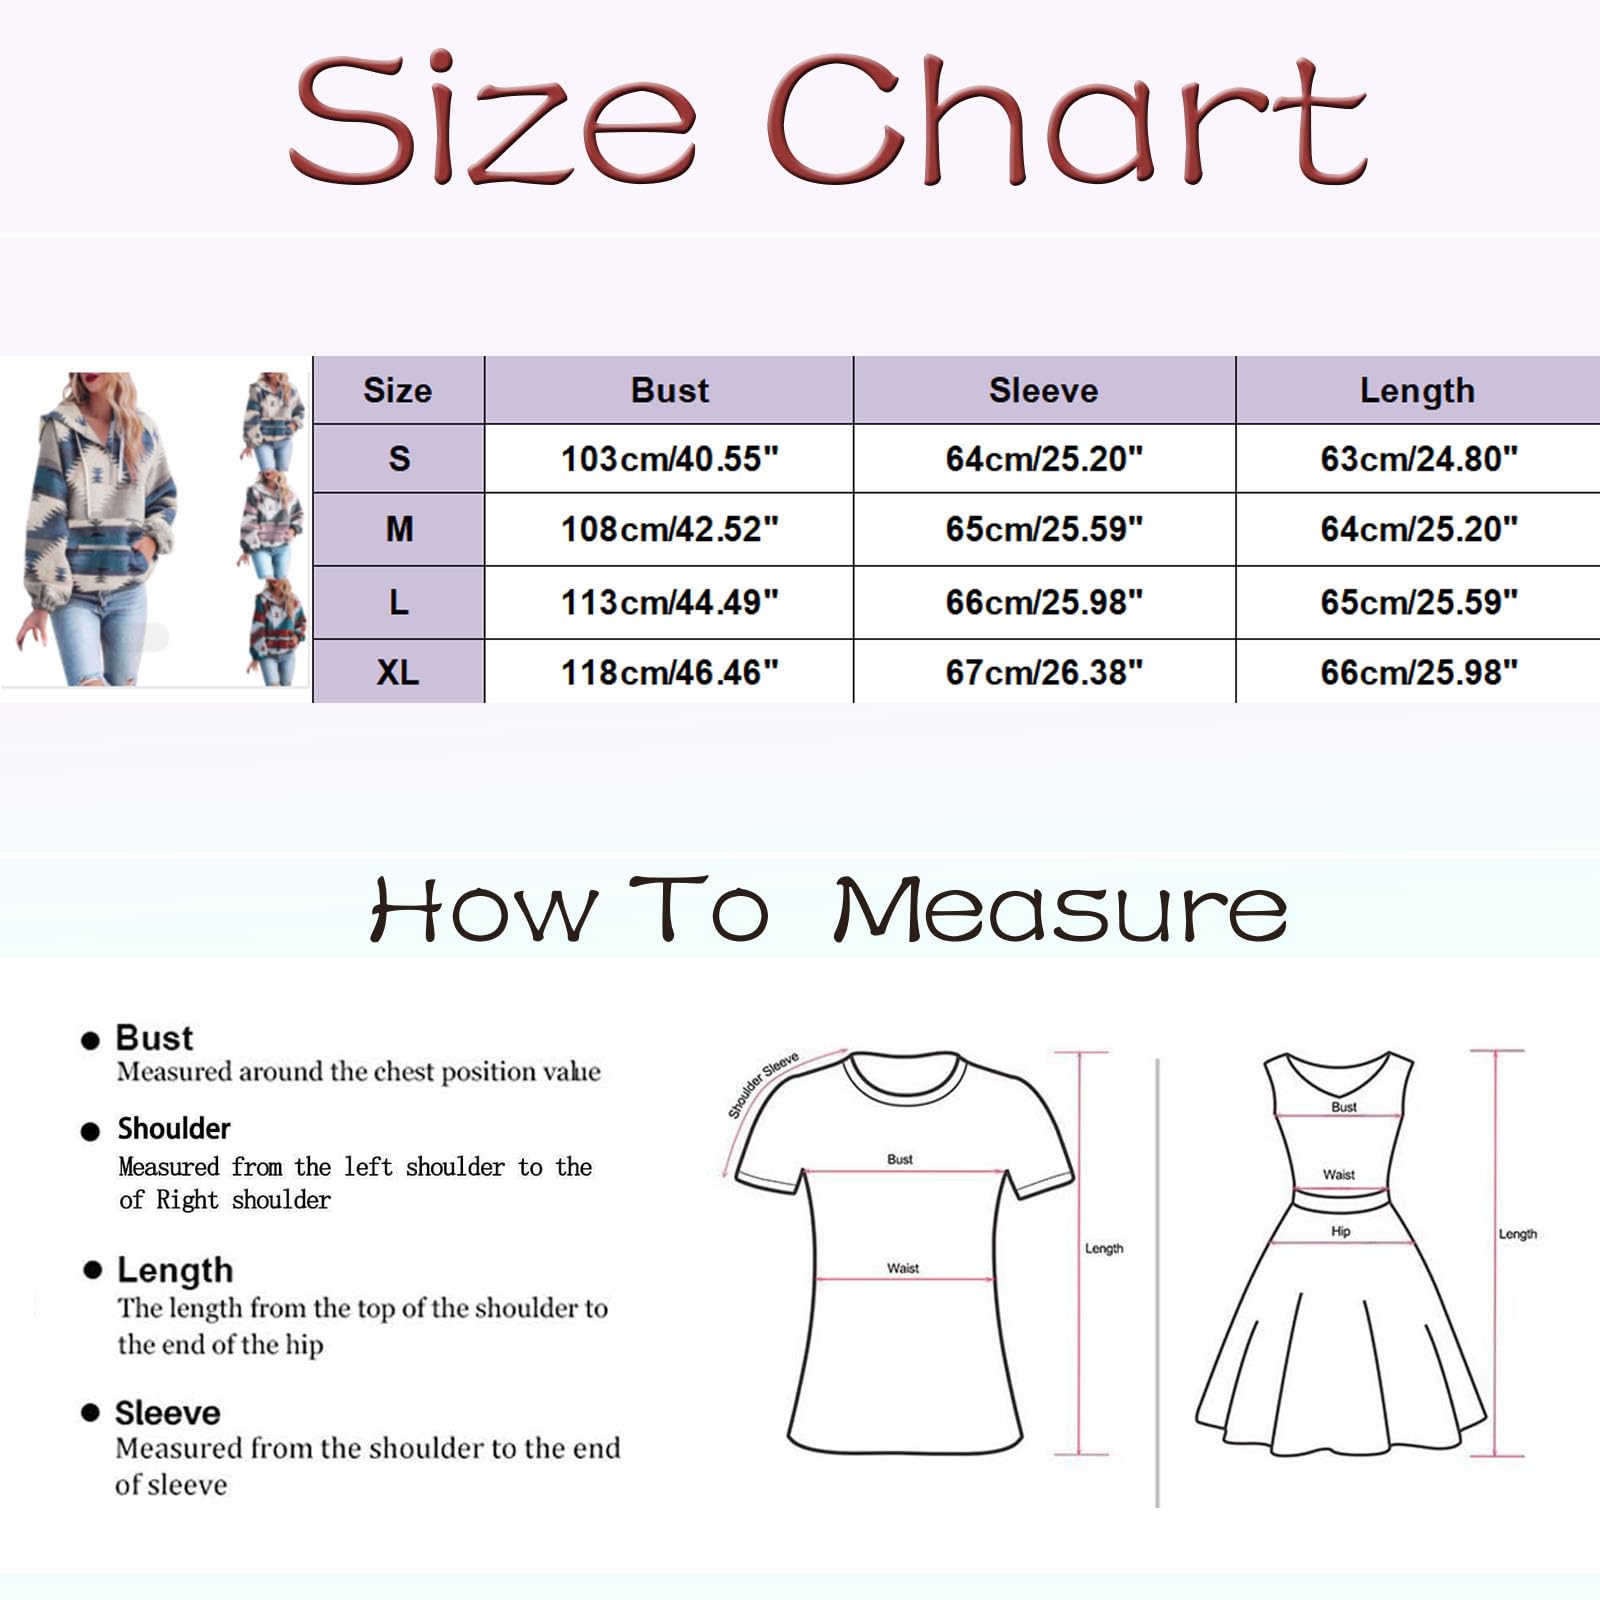 Size Chart
Size Bust Sleeve Length
S 103cm/40.55" 64cm/25.20" 63cm/24.80"
M 108cm/42.52" 65cm/25.59" 64cm/25.20"
L 113cm/44.49" 66cm/25.98" 65cm/25.59"
XL 118cm/46.46" 67cm/26.38" 66cm/25.98"
How To Measure
Bust
Measured around the chest position value
Shoulder
Measured from the left shoulder to the
of Right shoulder
Length
The length from the top of the shoulder to
the end of the hip
Sleeve
Measured from the shoulder to the end
of sleeve
Shoulder Sleeve
Bust
Waist
Length
Bust
Waist
Hip
Length